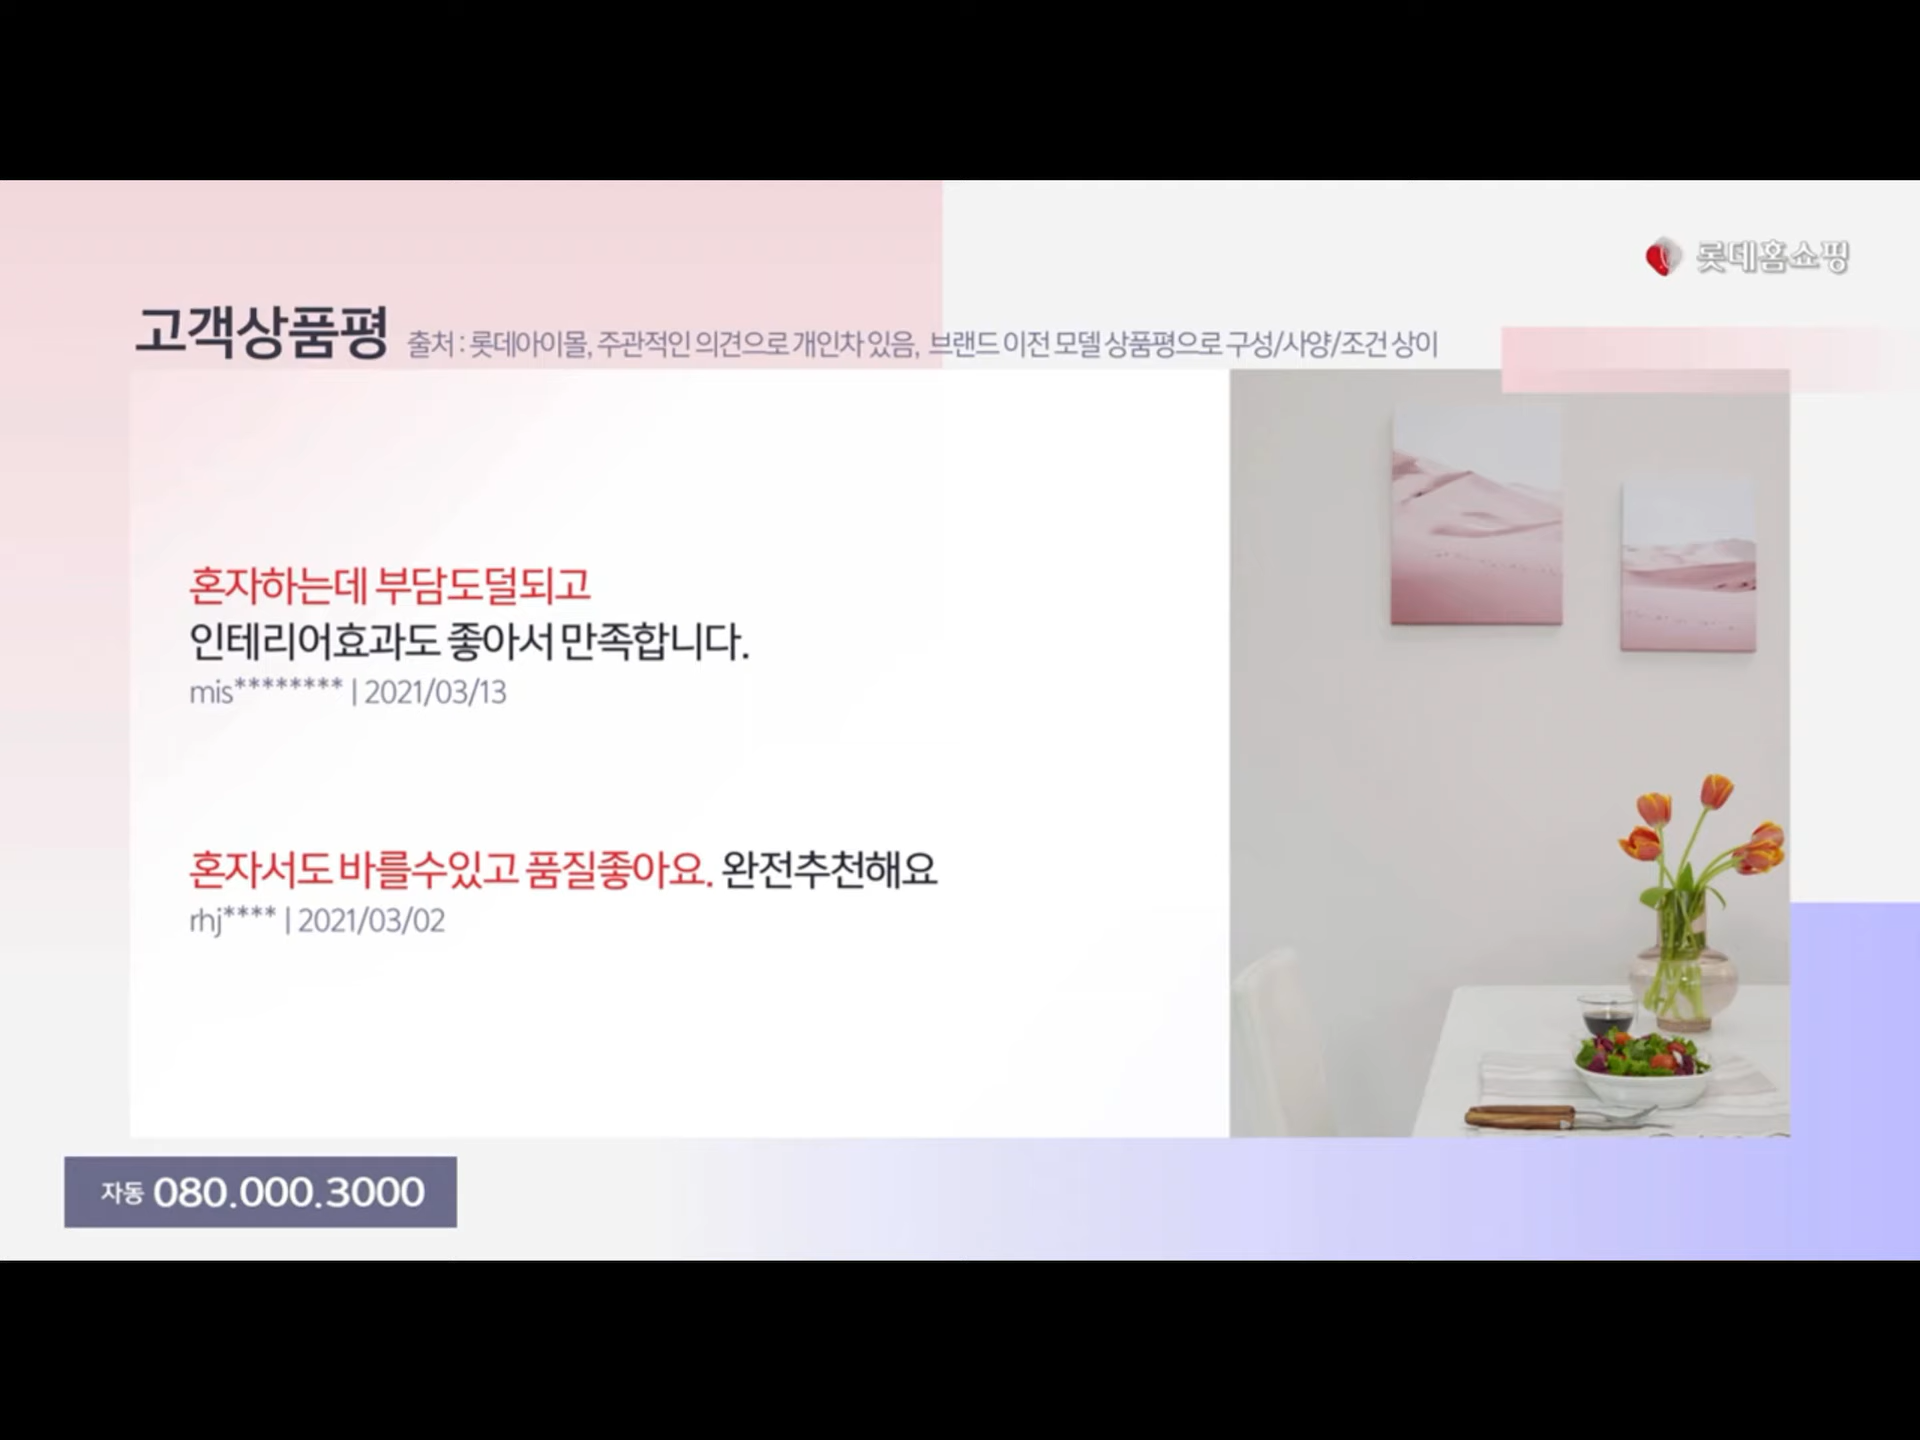 롯데홈쇼핑
고객상품평 출처 : 롯데아이몰, 주관적인 의견으로 개인차 있음, 브랜드 이전 모델 상품평으로 구성/사양/조건 상이
혼자하는데 부담도덜되고
인테리어효과도 좋아서 만족합니다.
mis******** | 2021/03/13
혼자서도 바를수있고 품질좋아요. 완전추천해요
rhj**** | 2021/03/02
자동 080.000.3000